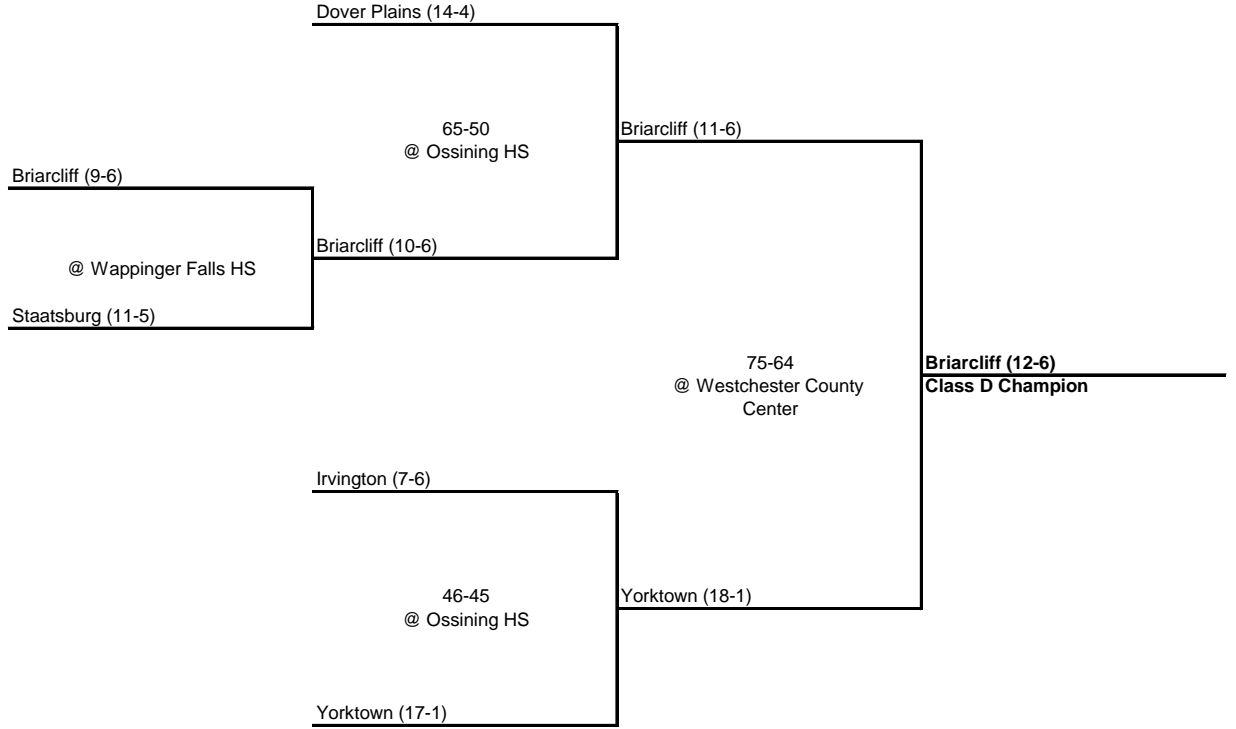 Dover Plains (14-4)
65-50
@ Ossining HS
Briarcliff (11-6)
Briarcliff (9-6)
Briarcliff (10-6)
@ Wappinger Falls HS
Staatsburg (11-5)
75-64
@ Westchester County
Center
Briarcliff (12-6)
Class D Champion
Irvington (7-6)
46-45
@ Ossining HS
Yorktown (18-1)
Yorktown (17-1)